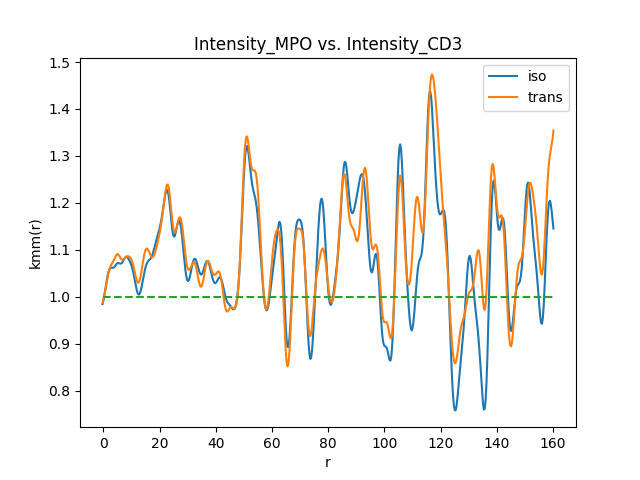 Intensity_MPO vs. Intensity_CD3
iso
trans
kmm(r)
1.5
1.4
1.3
1.2
1.1
1.0
0.9
0.8
0 20 40 60 80 100 120 140 160
r